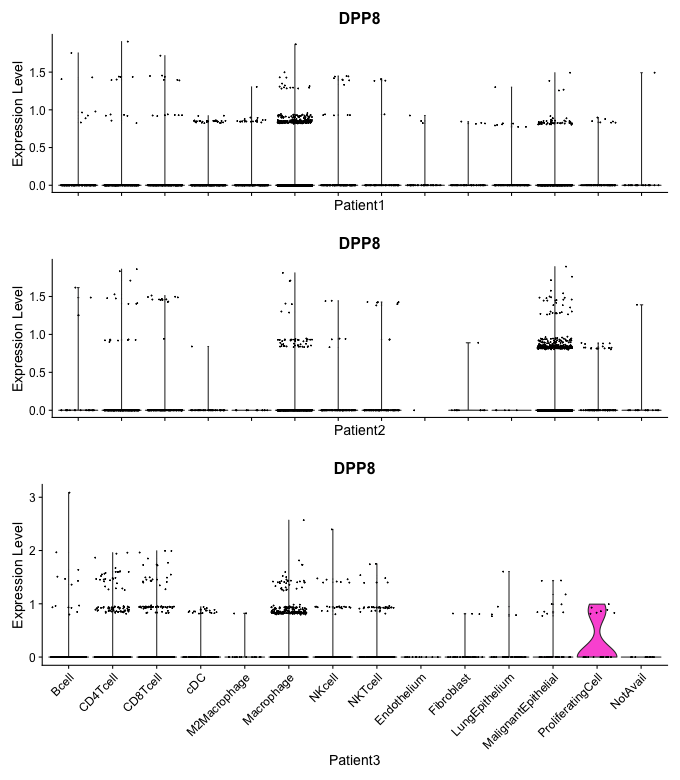 DPP8
Expression Level
1.5
1.0
0.5
0.0
Patient1
DPP8
Expression Level
1.5
1.0
0.5
0.0
Patient2
DPP8
Expression Level
3
2
1
0
Bcell
CD4Tcell
CD8Tcell
cDC
M2Macrophage
Macrophage
NKcell
NKTcell
Endothelium
Fibroblast
LungEpithelium
MalignantEpithelial
ProliferatingCell
NotAvail
Patient3